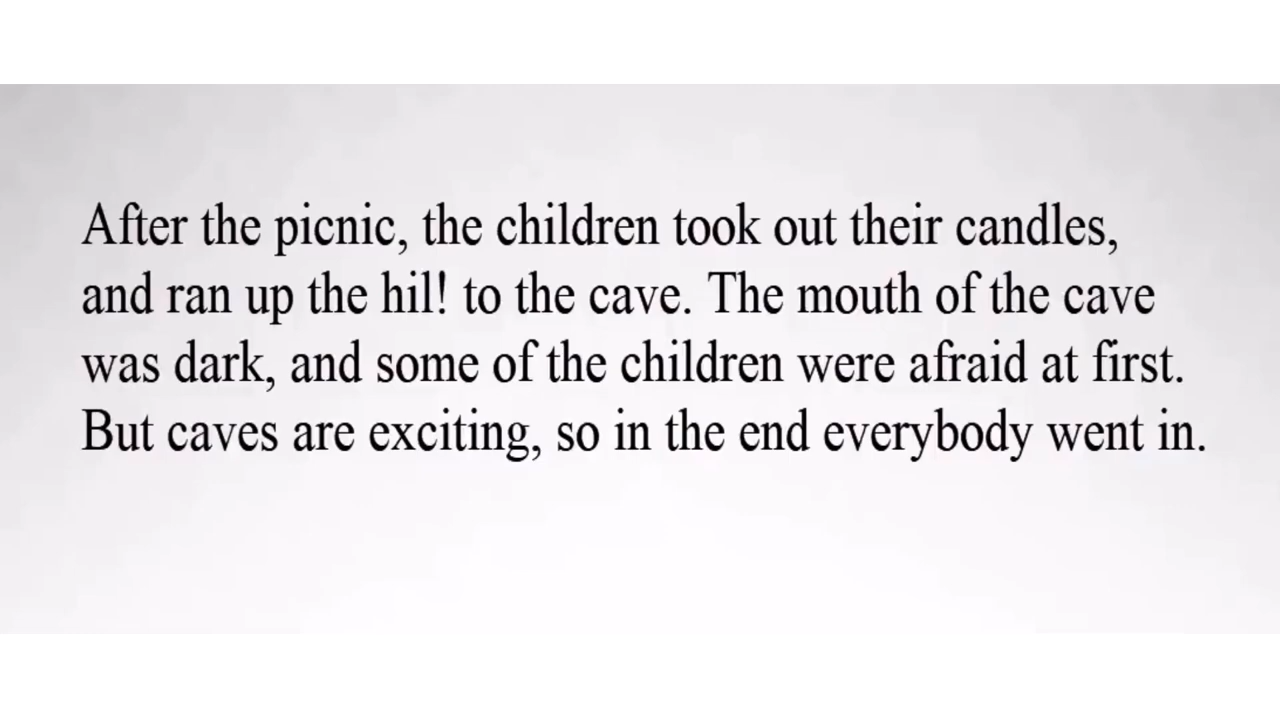 After the picnic, the children took out their candles,
and ran up the hil! to the cave. The mouth of the cave
was dark, and some of the children were afraid at first.
But caves are exciting, so in the end everybody went in.